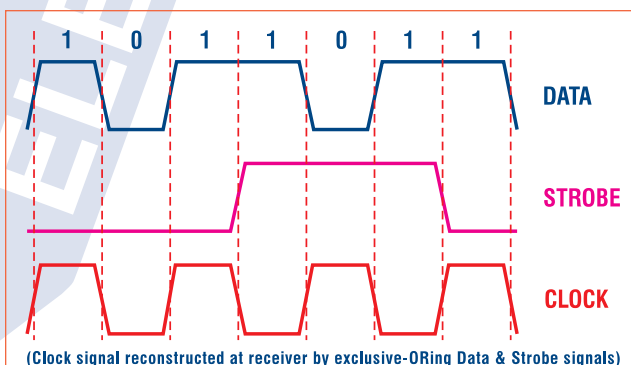 ELE
1 0 1 1 0 1 1
DATA
STROBE
CLOCK
(Clock signal reconstructed at receiver by exclusive-ORing Data & Strobe signals)